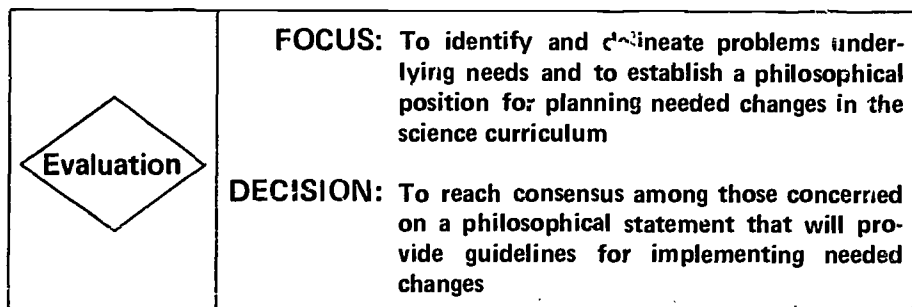 Evaluation
FOCUS: To identify and delineate problems under-
lying needs and to establish a philosophical
position for planning needed changes in the
science curriculum
DECISION: To reach consensus among those concerned
on a philosophical statement that will pro-
vide guidelines for implementing needed
changes